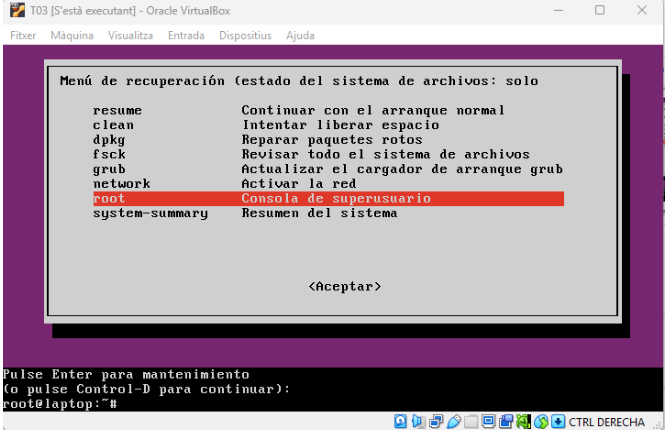 T03 [S'està executant] - Oracle VirtualBox
Fitxer Màquina Visualitza Entrada Dispositius Ajuda
Menú de recuperación (estado del sistema de archivos: solo
resume Continuar con el arranque normal
clean Intentar liberar espacio
dpkg Reparar paquetes rotos
fsck Revisar todo el sistema de archivos
grub Actualizar el cargador de arranque grub
network Activar la red
root Consola de superusuario
system-summary Resumen del sistema
<Aceptar>
Pulse Enter para mantenimiento
(o pulse Control-D para continuar):
root@laptop:~#
CTRL DERECHA